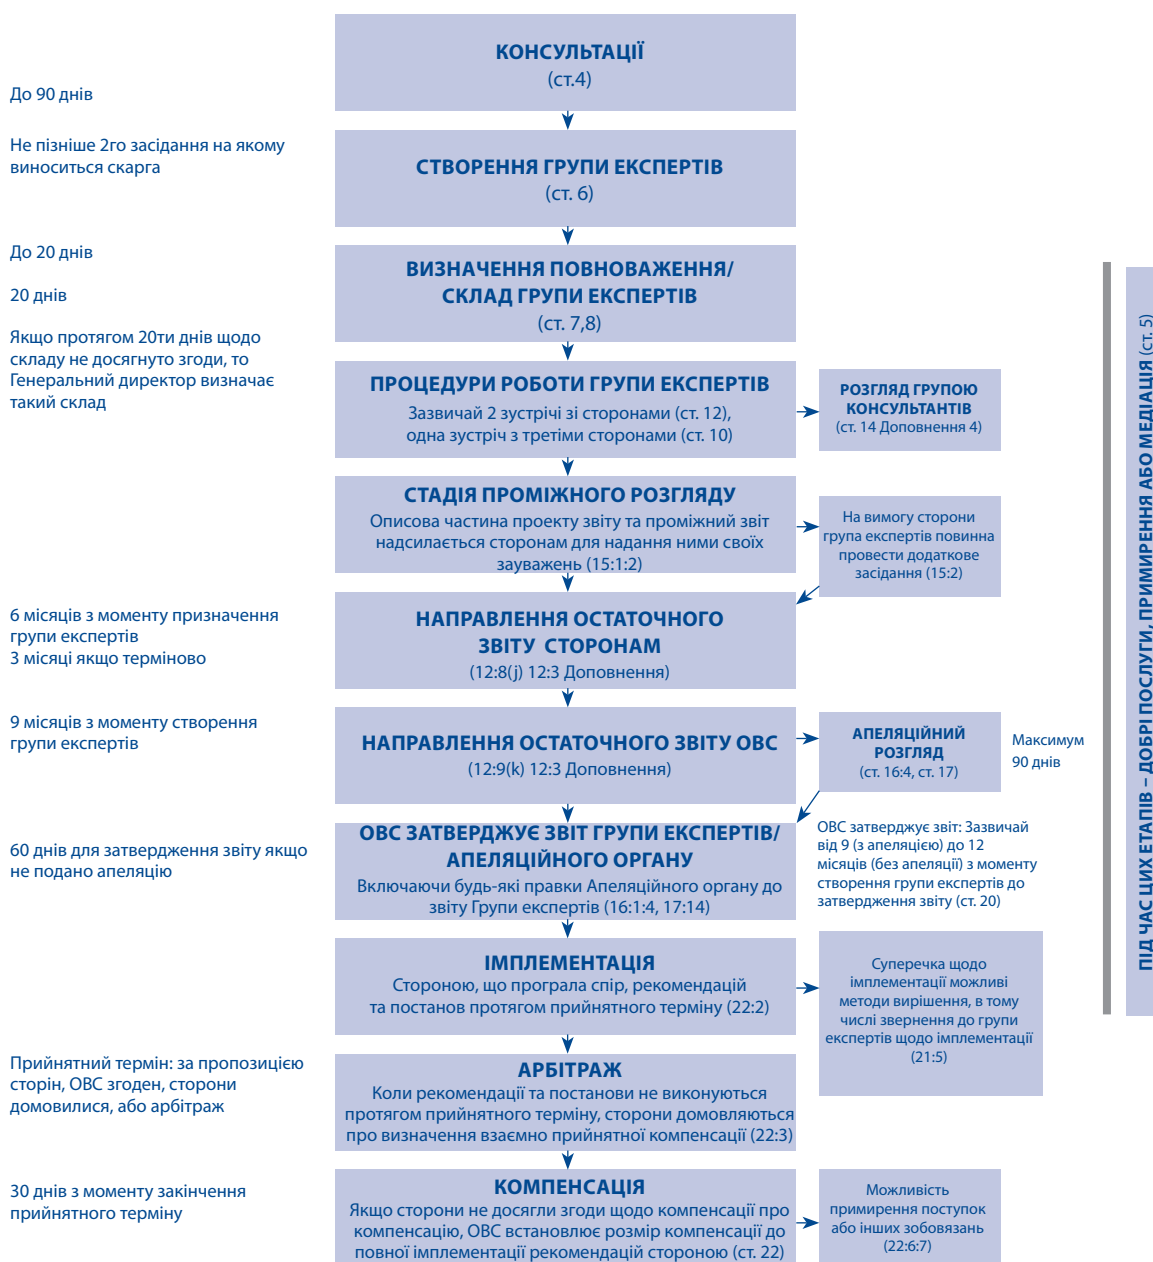 КОНСУЛЬТАЦІЇ
(ст.4)
До 90 днів
Не пізніше 2го засідання на якому
виноситься скарга
СТВОРЕННЯ ГРУПИ ЕКСПЕРТІВ
(ст. 6)
До 20 днів
20 днів
Якщо протягом 20ти днів щодо
складу не досягнуто згоди, то
Генеральний директор визначає
такий склад
ВИЗНАЧЕННЯ ПОВНОВАЖЕННЯ/
СКЛАД ГРУПИ ЕКСПЕРТІВ
(ст. 7,8)
ПРОЦЕДУРИ РОБОТИ ГРУПИ ЕКСПЕРТІВ
Зазвичай 2 зустрічі зі сторонами (ст. 12),
одна зустріч з третіми сторонами (ст. 10)
РОЗГЛЯД ГРУПОЮ
КОНСУЛЬТАНТІВ
(ст. 14 Доповнення 4)
СТАДІЯ ПРОМІЖНОГО РОЗГЛЯДУ
Описова частина проекту звіту та проміжний звіт
надсилається сторонам для надання ними своїх
зауважень (15:1:2)
На вимогу сторони
група експертів повинна
провести додаткове
засідання (15:2)
6 місяців з моменту призначення
групи експертів
3 місяці якщо терміново
НАПРАВЛЕННЯ ОСТАТОЧНОГО
ЗВІТУ СТОРОНАМ
(12:8(j) 12:3 Доповнення)
9 місяців з моменту створення
групи експертів
НАПРАВЛЕННЯ ОСТАТОЧНОГО ЗВІТУ ОВС
(12:9(k) 12:3 Доповнення)
АПЕЛЯЦІЙНИЙ
РОЗГЛЯД
(ст. 16:4, ст. 17)
Максимум
90 днів
60 днів для затвердження звіту якщо
не подано апеляцію
ОВС ЗАТВЕРДЖУЄ ЗВІТ ГРУПИ ЕКСПЕРТІВ/
АПЕЛЯЦІЙНОГО ОРГАНУ
Включаючи будь-які правки Апеляційного органу до
звіту Групи експертів (16:1:4, 17:14)
ОВС затверджує звіт: Зазвичай
від 9 (з апеляцією) до 12
місяців (без апеляції) з моменту
створення групи експертів до
затвердження звіту (ст. 20)
ІМПЛЕМЕНТАЦІЯ
Стороною, що програла спір, рекомендацій
та постанов протягом прийнятного терміну (22:2)
Суперечка щодо
імплементації можливі
методи вирішення, в тому
числі звернення до групи
експертів щодо імплементації
(21:5)
Прийнятний термін: за пропозицією
сторін, ОВС згоден, сторони
домовилися, або арбітраж
АРБІТРАЖ
Коли рекомендації та постанови не виконуються
протягом прийнятного терміну, сторони домовляються
про визначення взаємно прийнятної компенсації (22:3)
30 днів з моменту закінчення
прийнятного терміну
КОМПЕНСАЦІЯ
Якщо сторони не досягли згоди щодо компенсації про
компенсацію, ОВС встановлює розмір компенсації до
повної імплементації рекомендацій стороною (ст. 22)
Можливість
примирення поступок
або інших зобовязань
(22:6:7)
ПІД ЧАС ЦИХ ЕТАПІВ – ДОБРІ ПОСЛУГИ, ПРИМИРЕННЯ АБО МЕДІАЦІЯ (ст. 5)